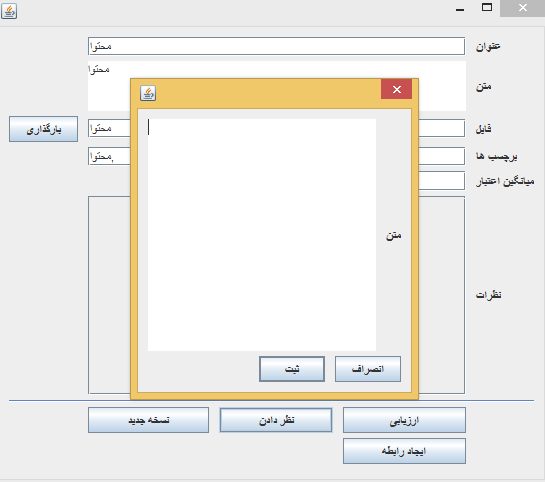 عنوان
محتوا
متن
محتوا
فایل
محتوا
بارگذاری
برچسب ها
محتوا,
میانگین اعتبار
نظرات
متن
انصراف
ثبت
ارزیابی
نظر دادن
نسخه جدید
ایجاد رابطه